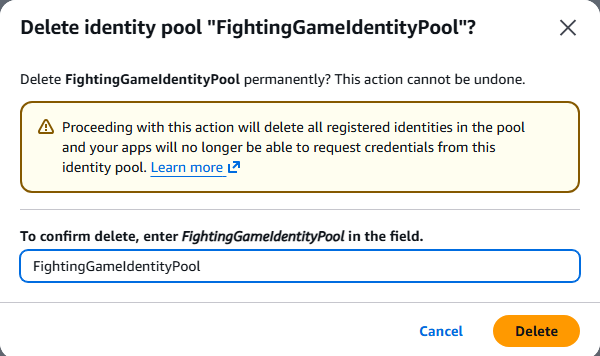 Delete identity pool "FightingGameIdentityPool"?
Delete FightingGameIdentityPool permanently? This action cannot be undone.
Proceeding with this action will delete all registered identities in the pool
and your apps will no longer be able to request credentials from this
identity pool. Learn more
To confirm delete, enter FightingGameIdentityPool in the field.
FightingGameIdentityPool
Cancel Delete